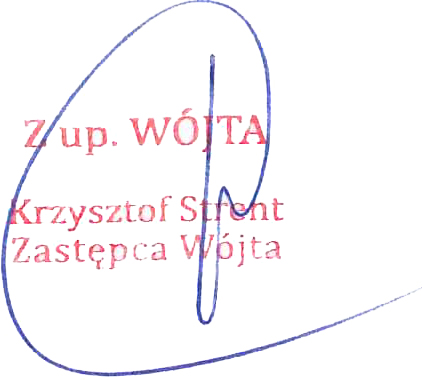 Z up. WÓJTA
Krzysztof Strent
Zastępca Wójta